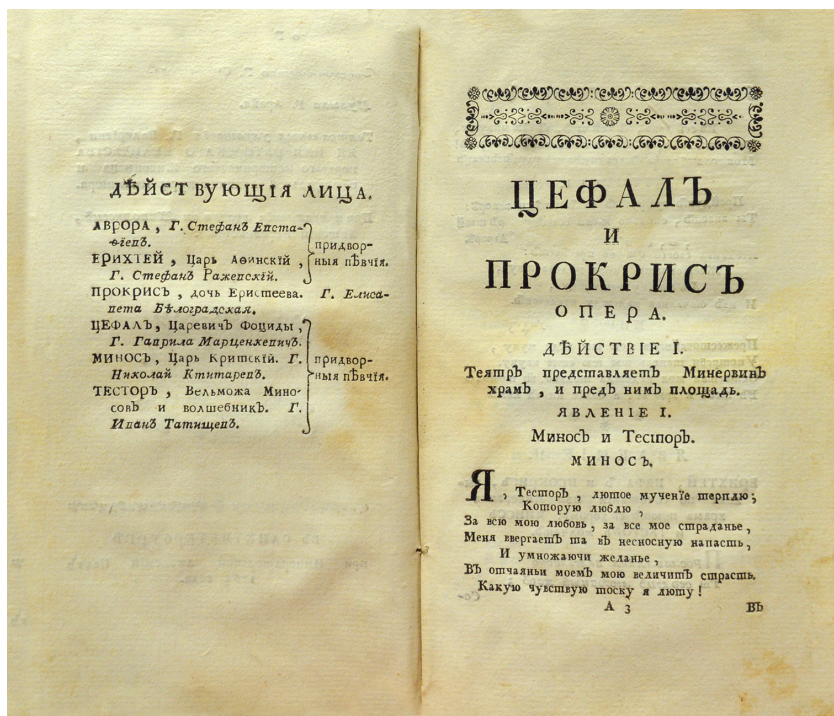 ДѢЙСТВУЮЩІЯ ЛИЦА.
АВРОРА , Г. Стефанъ Евста-
ѳіевъ.
придвор-
ЕРИХТЕЙ , Царь Аѳинскій ,
ныя пѣвчія.
Г. Стефанъ Ражевскій.
ПРОКРИСЪ , дочь Еристеева. Г. Елиса-
вета Бѣлоградская.
ЦЕФАЛЪ, Царевичъ Фоциды ,
Г. Гаврила Марценкевичъ.
МИНОСЪ, Царь Критскій. Г.
придвор-
Николай Ктитаревъ.
ныя пѣвчія.
ТЕСТОРЪ , Вельможа Мино-
совъ и волшебникъ. Г.
Иванъ Татищевъ.
ЦЕФАЛЪ
И
ПРОКРИСЪ
ОПЕРА.
ДѢЙСТВІЕ I.
Театръ представляетъ Минервинъ
храмъ , и предъ нимъ площадь.
ЯВЛЕНІЕ I.
Миносъ и Тесторъ.
МИНОСЪ.
Я , Тесторъ , лютое мученіе терплю ;
Которую люблю ,
За всю мою любовь , за все мое страданье ,
Меня ввергаетъ та въ несносную напасть ,
И умножаючи желанье ,
Въ отчаяньи моемъ мою величитъ страсть.
Какую чувствую тоску я люту !
А 3
Въ